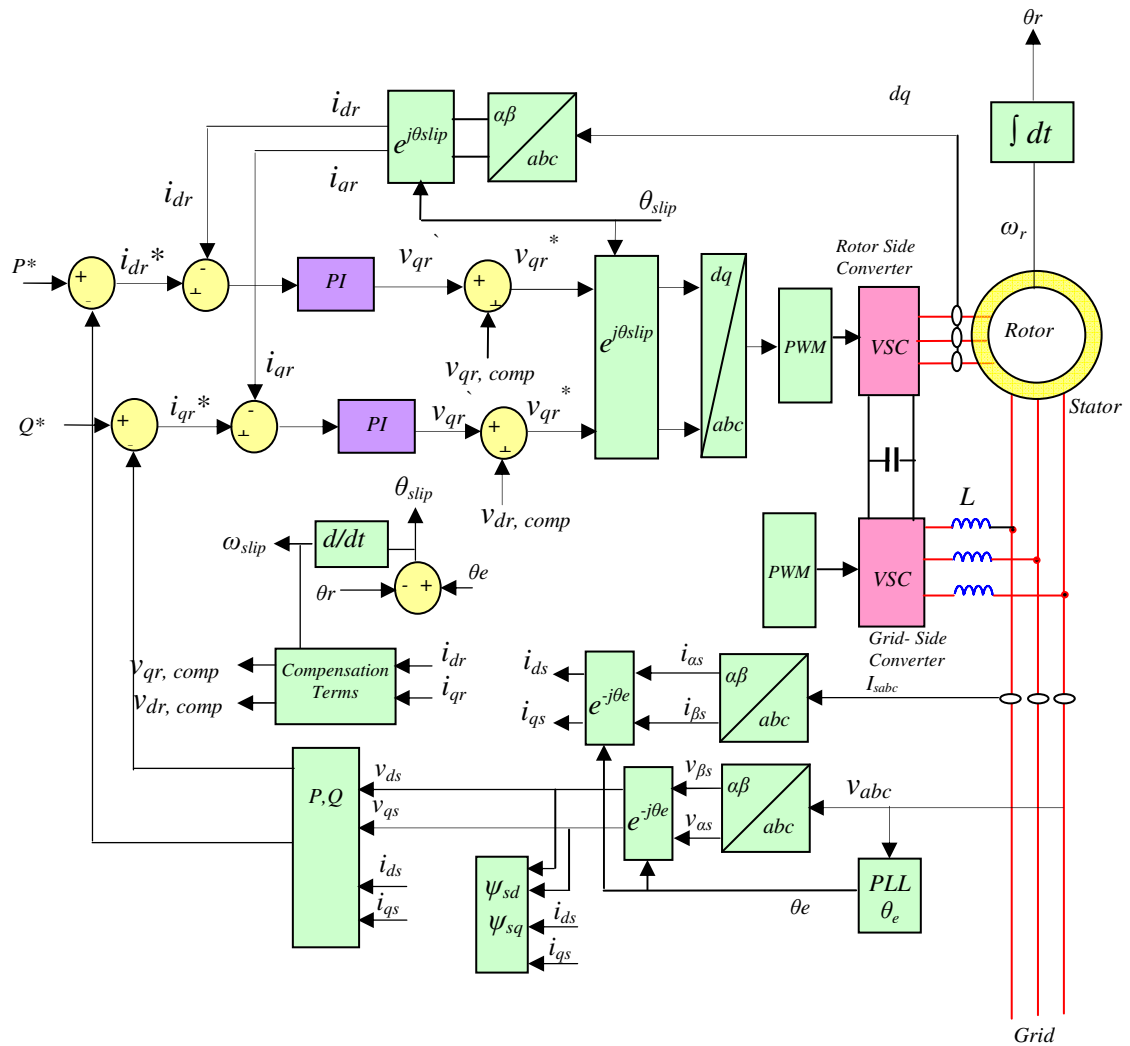 θr
dq
∫ dt
ω_r
i_dr
e^jθslip
αβ
abc
i_qr
i_dr
θ_slip
Rotor Side
Converter
P*
+
-
i_dr*
-
+
PI
v_qr`
+
+
v_qr*
e^jθslip
dq
abc
PWM
VSC
Rotor
Stator
v_qr, comp
i_qr
Q*
+
-
i_qr*
-
+
PI
v_qr`
+
+
v_qr*
v_dr, comp
θ_slip
ω_slip
d/dt
θr
-
+
θe
L
PWM
VSC
Grid- Side
Converter
v_qr, comp
v_dr, comp
Compensation
Terms
i_dr
i_qr
i_ds
i_qs
e^-jθe
i_αs
i_βs
αβ
abc
I_sabc
P,Q
v_ds
v_qs
i_ds
i_qs
e^-jθe
v_βs
v_αs
αβ
abc
v_abc
ψ_sd
ψ_sq
i_ds
i_qs
θe
PLL
θ_e
Grid